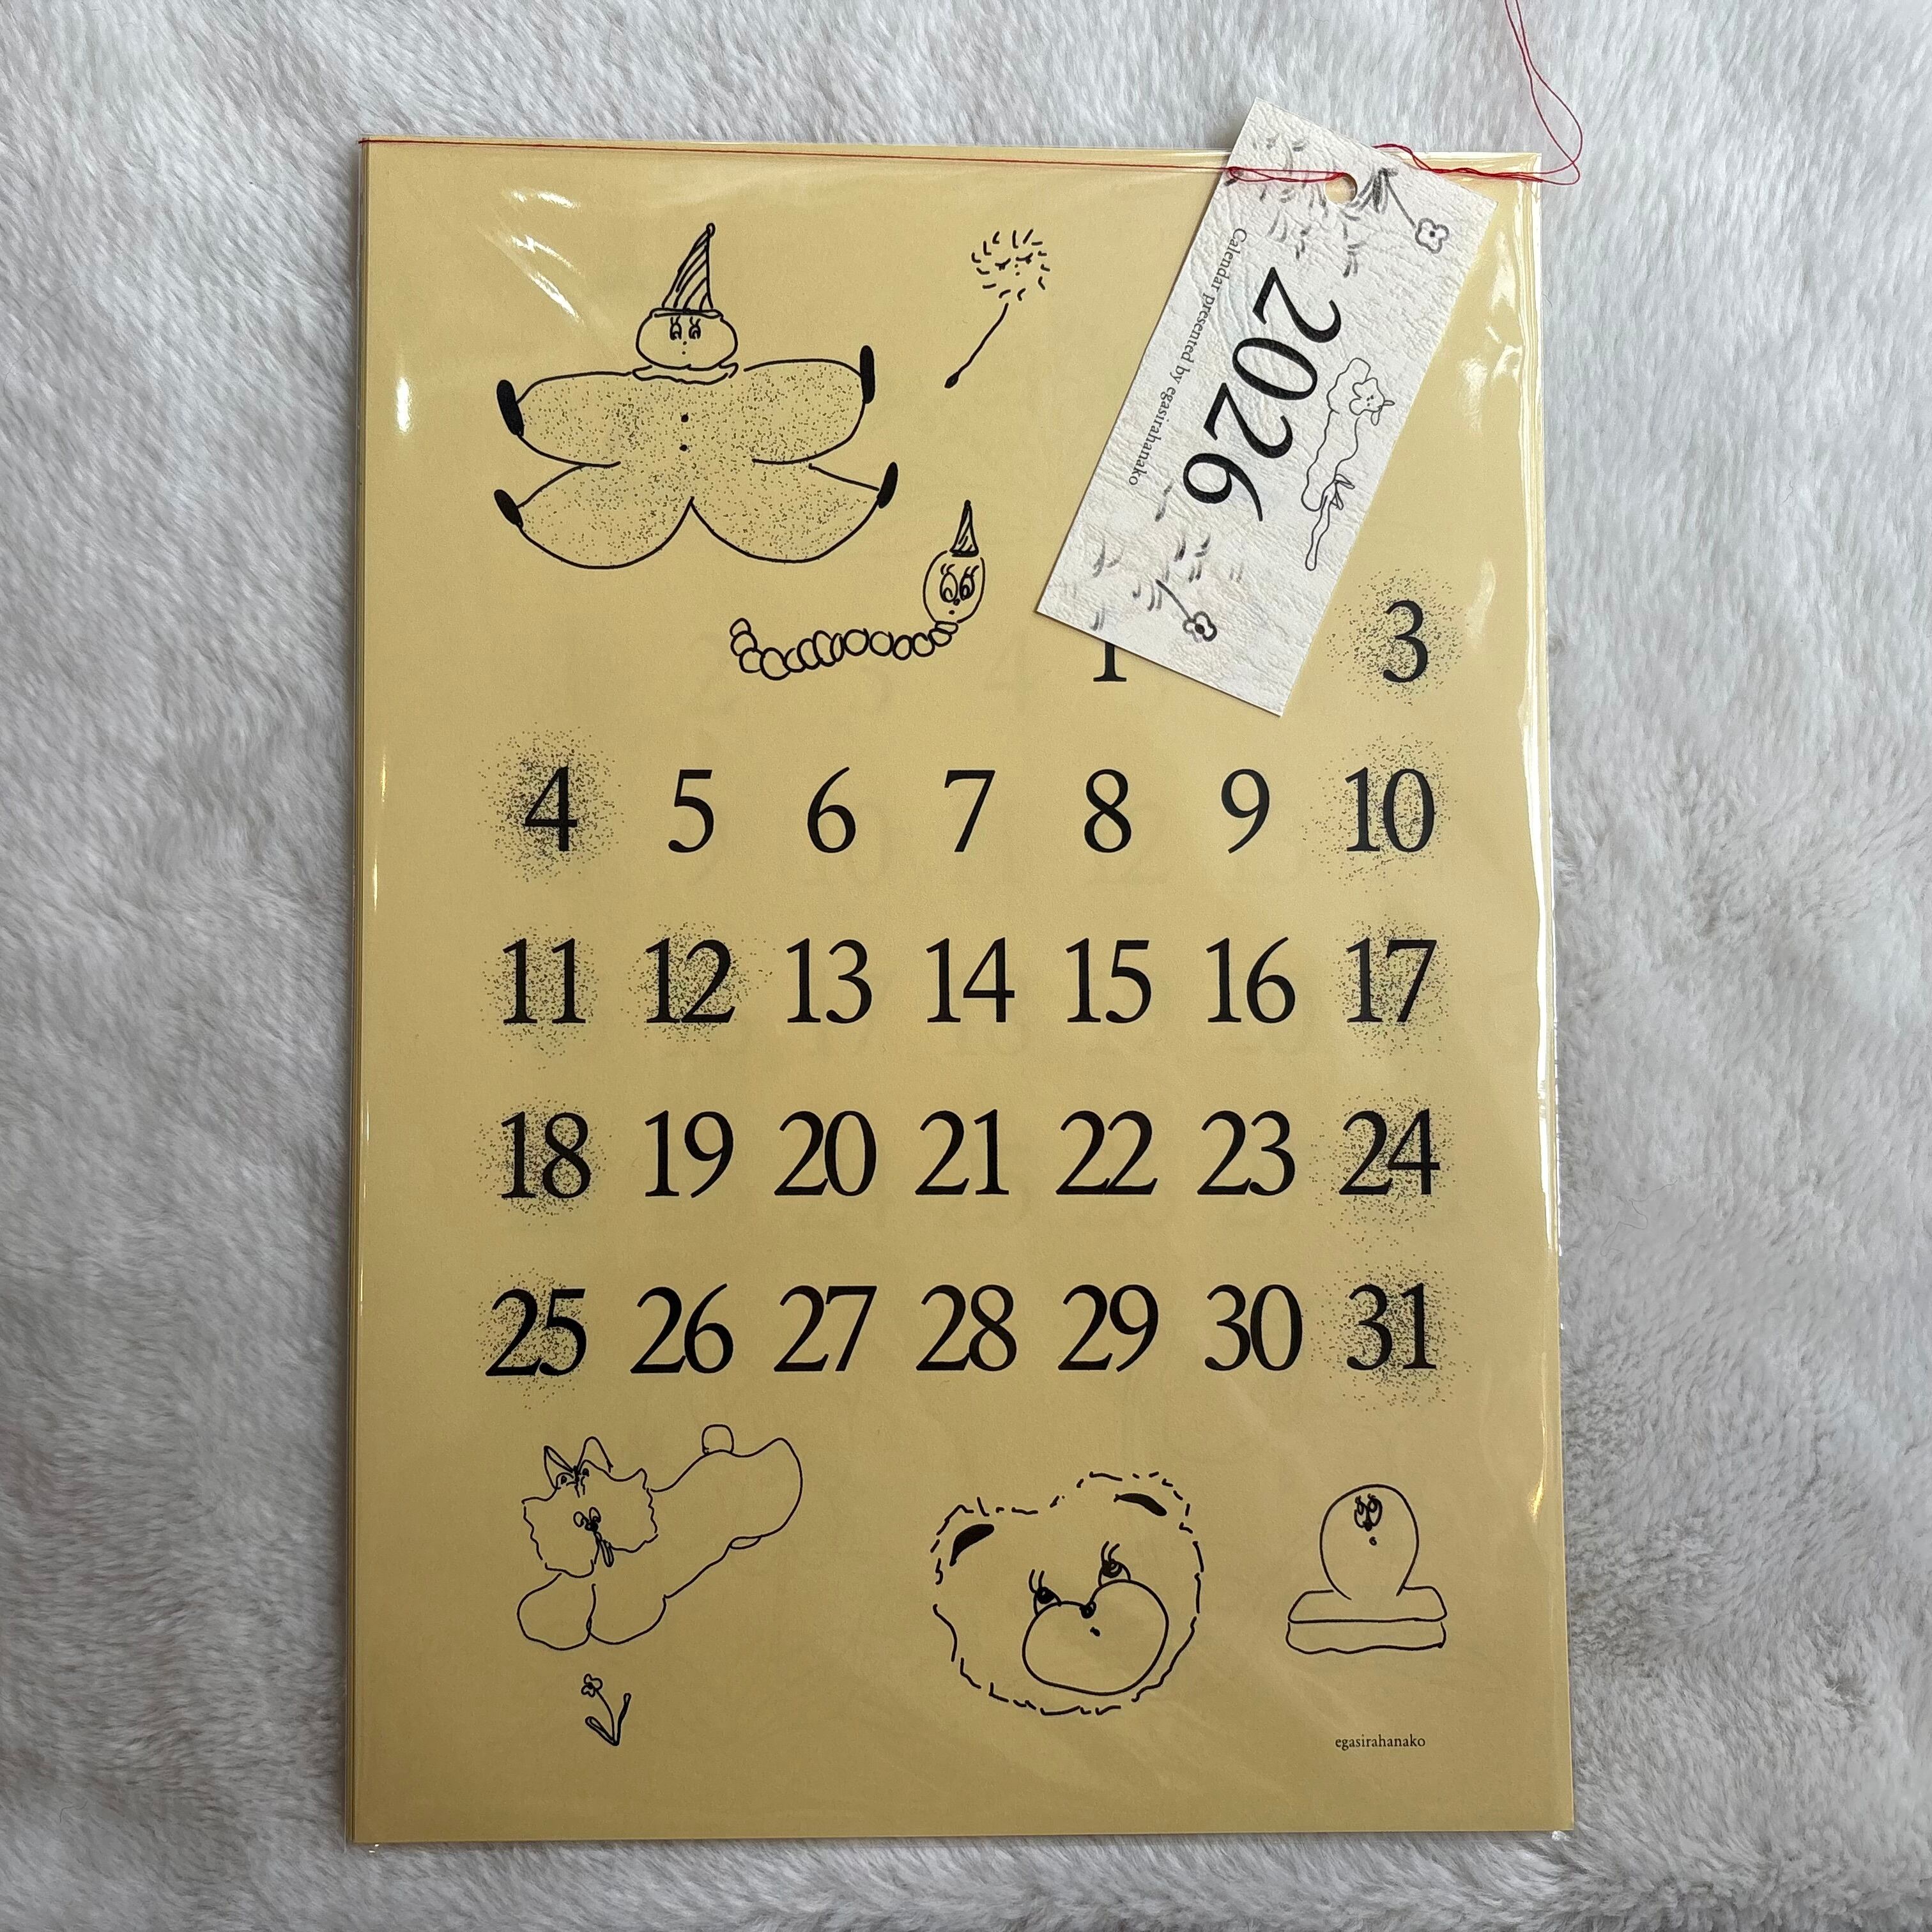 2026
Calendar presented by egasirahanako
1 3
4 5 6 7 8 9 10
11 12 13 14 15 16 17
18 19 20 21 22 23 24
25 26 27 28 29 30 31
egasirahanako